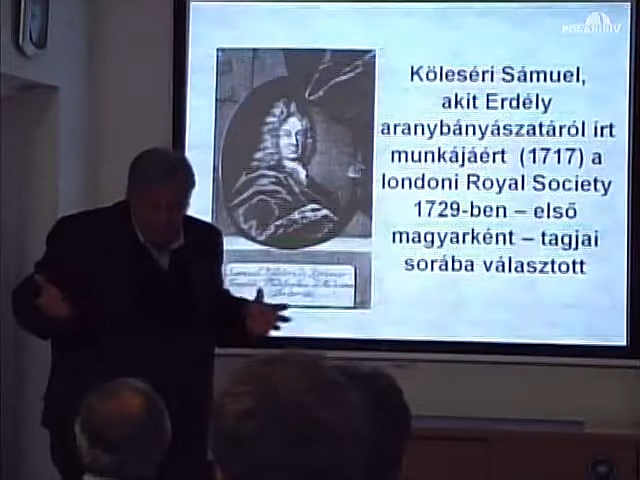 Köleséri Sámuel,
akit Erdély
aranybányászatáról írt
munkájáért (1717) a
londoni Royal Society
1729-ben – első
magyarként – tagjai
sorába választott